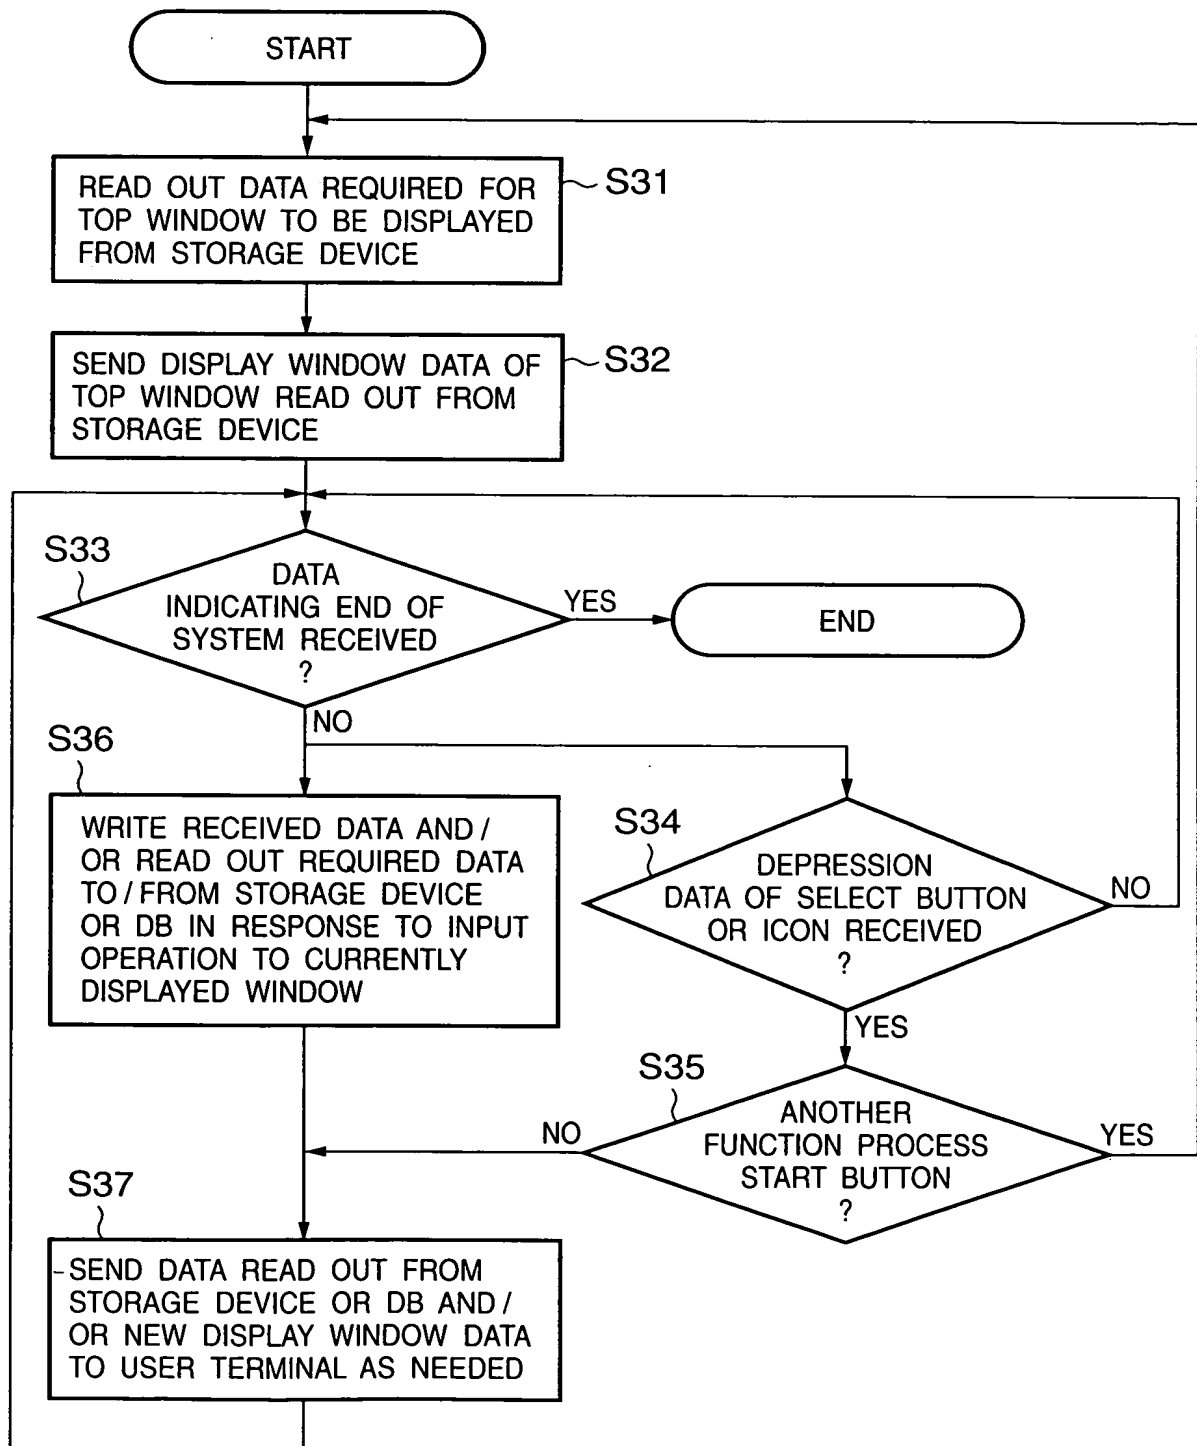 START
READ OUT DATA REQUIRED FOR
TOP WINDOW TO BE DISPLAYED
FROM STORAGE DEVICE
S31
SEND DISPLAY WINDOW DATA OF
TOP WINDOW READ OUT FROM
STORAGE DEVICE
S32
S33
DATA
INDICATING END OF
SYSTEM RECEIVED
?
YES
END
NO
S36
WRITE RECEIVED DATA AND /
OR READ OUT REQUIRED DATA
TO / FROM STORAGE DEVICE
OR DB IN RESPONSE TO INPUT
OPERATION TO CURRENTLY
DISPLAYED WINDOW
S34
DEPRESSION
DATA OF SELECT BUTTON
OR ICON RECEIVED
?
NO
YES
S35
ANOTHER
FUNCTION PROCESS
START BUTTON
?
NO
YES
S37
SEND DATA READ OUT FROM
STORAGE DEVICE OR DB AND /
OR NEW DISPLAY WINDOW DATA
TO USER TERMINAL AS NEEDED